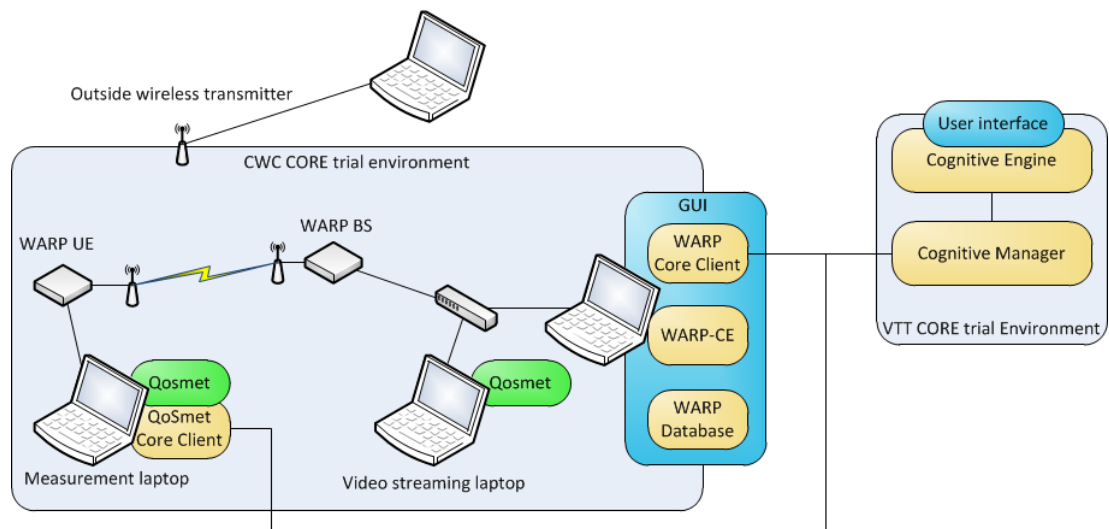 Outside wireless transmitter
CWC CORE trial environment
User interface
Cognitive Engine
Cognitive Manager
VTT CORE trial Environment
GUI
WARP
Core Client
WARP-CE
WARP
Database
WARP BS
WARP UE
Qosmet
QoSmet
Core Client
Measurement laptop
Qosmet
Video streaming laptop